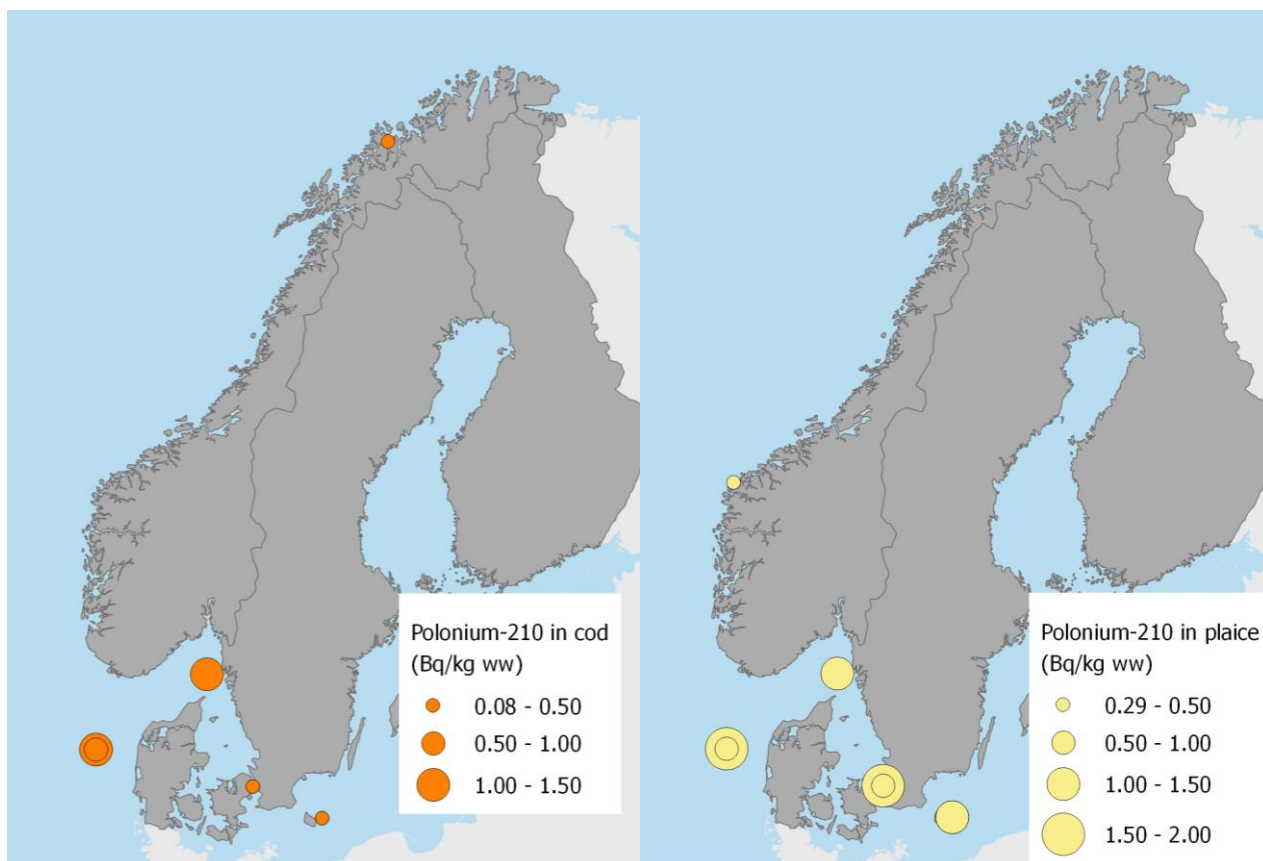 Polonium-210 in cod
(Bq/kg ww)
0.08 - 0.50
0.50 - 1.00
1.00 - 1.50
Polonium-210 in plaice
(Bq/kg ww)
0.29 - 0.50
0.50 - 1.00
1.00 - 1.50
1.50 - 2.00